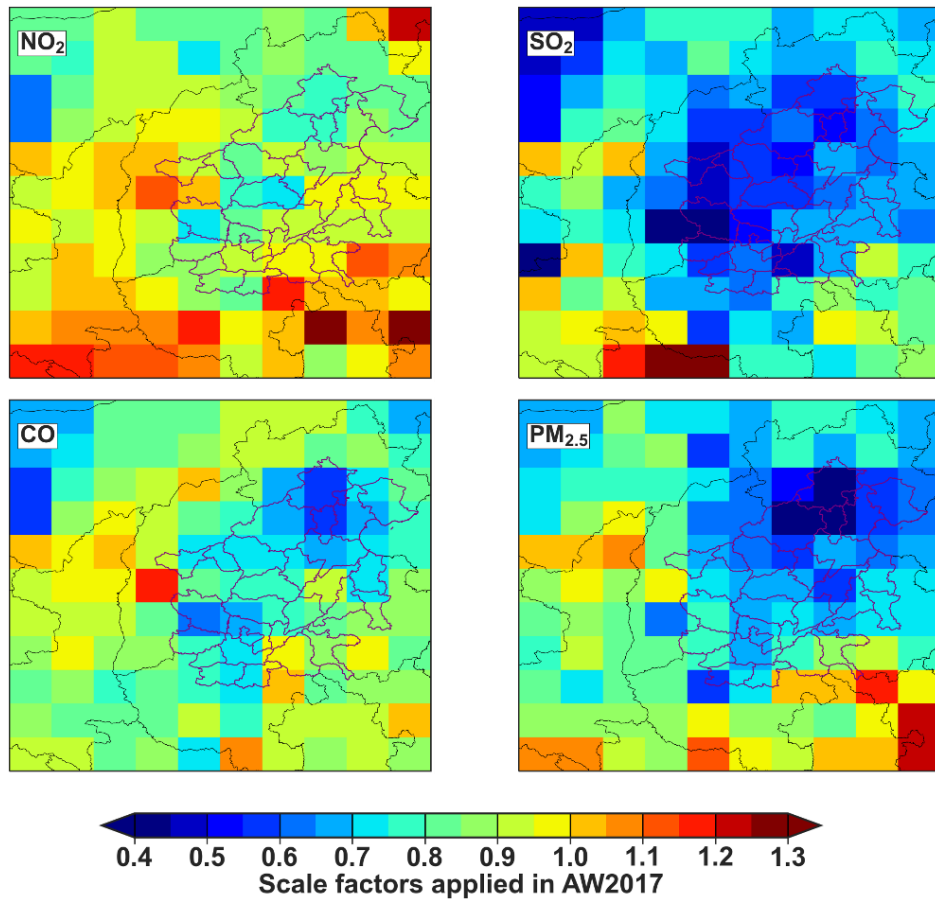 NO₂
SO₂
CO
PM₂.₅
0.4 0.5 0.6 0.7 0.8 0.9 1.0 1.1 1.2 1.3
Scale factors applied in AW2017